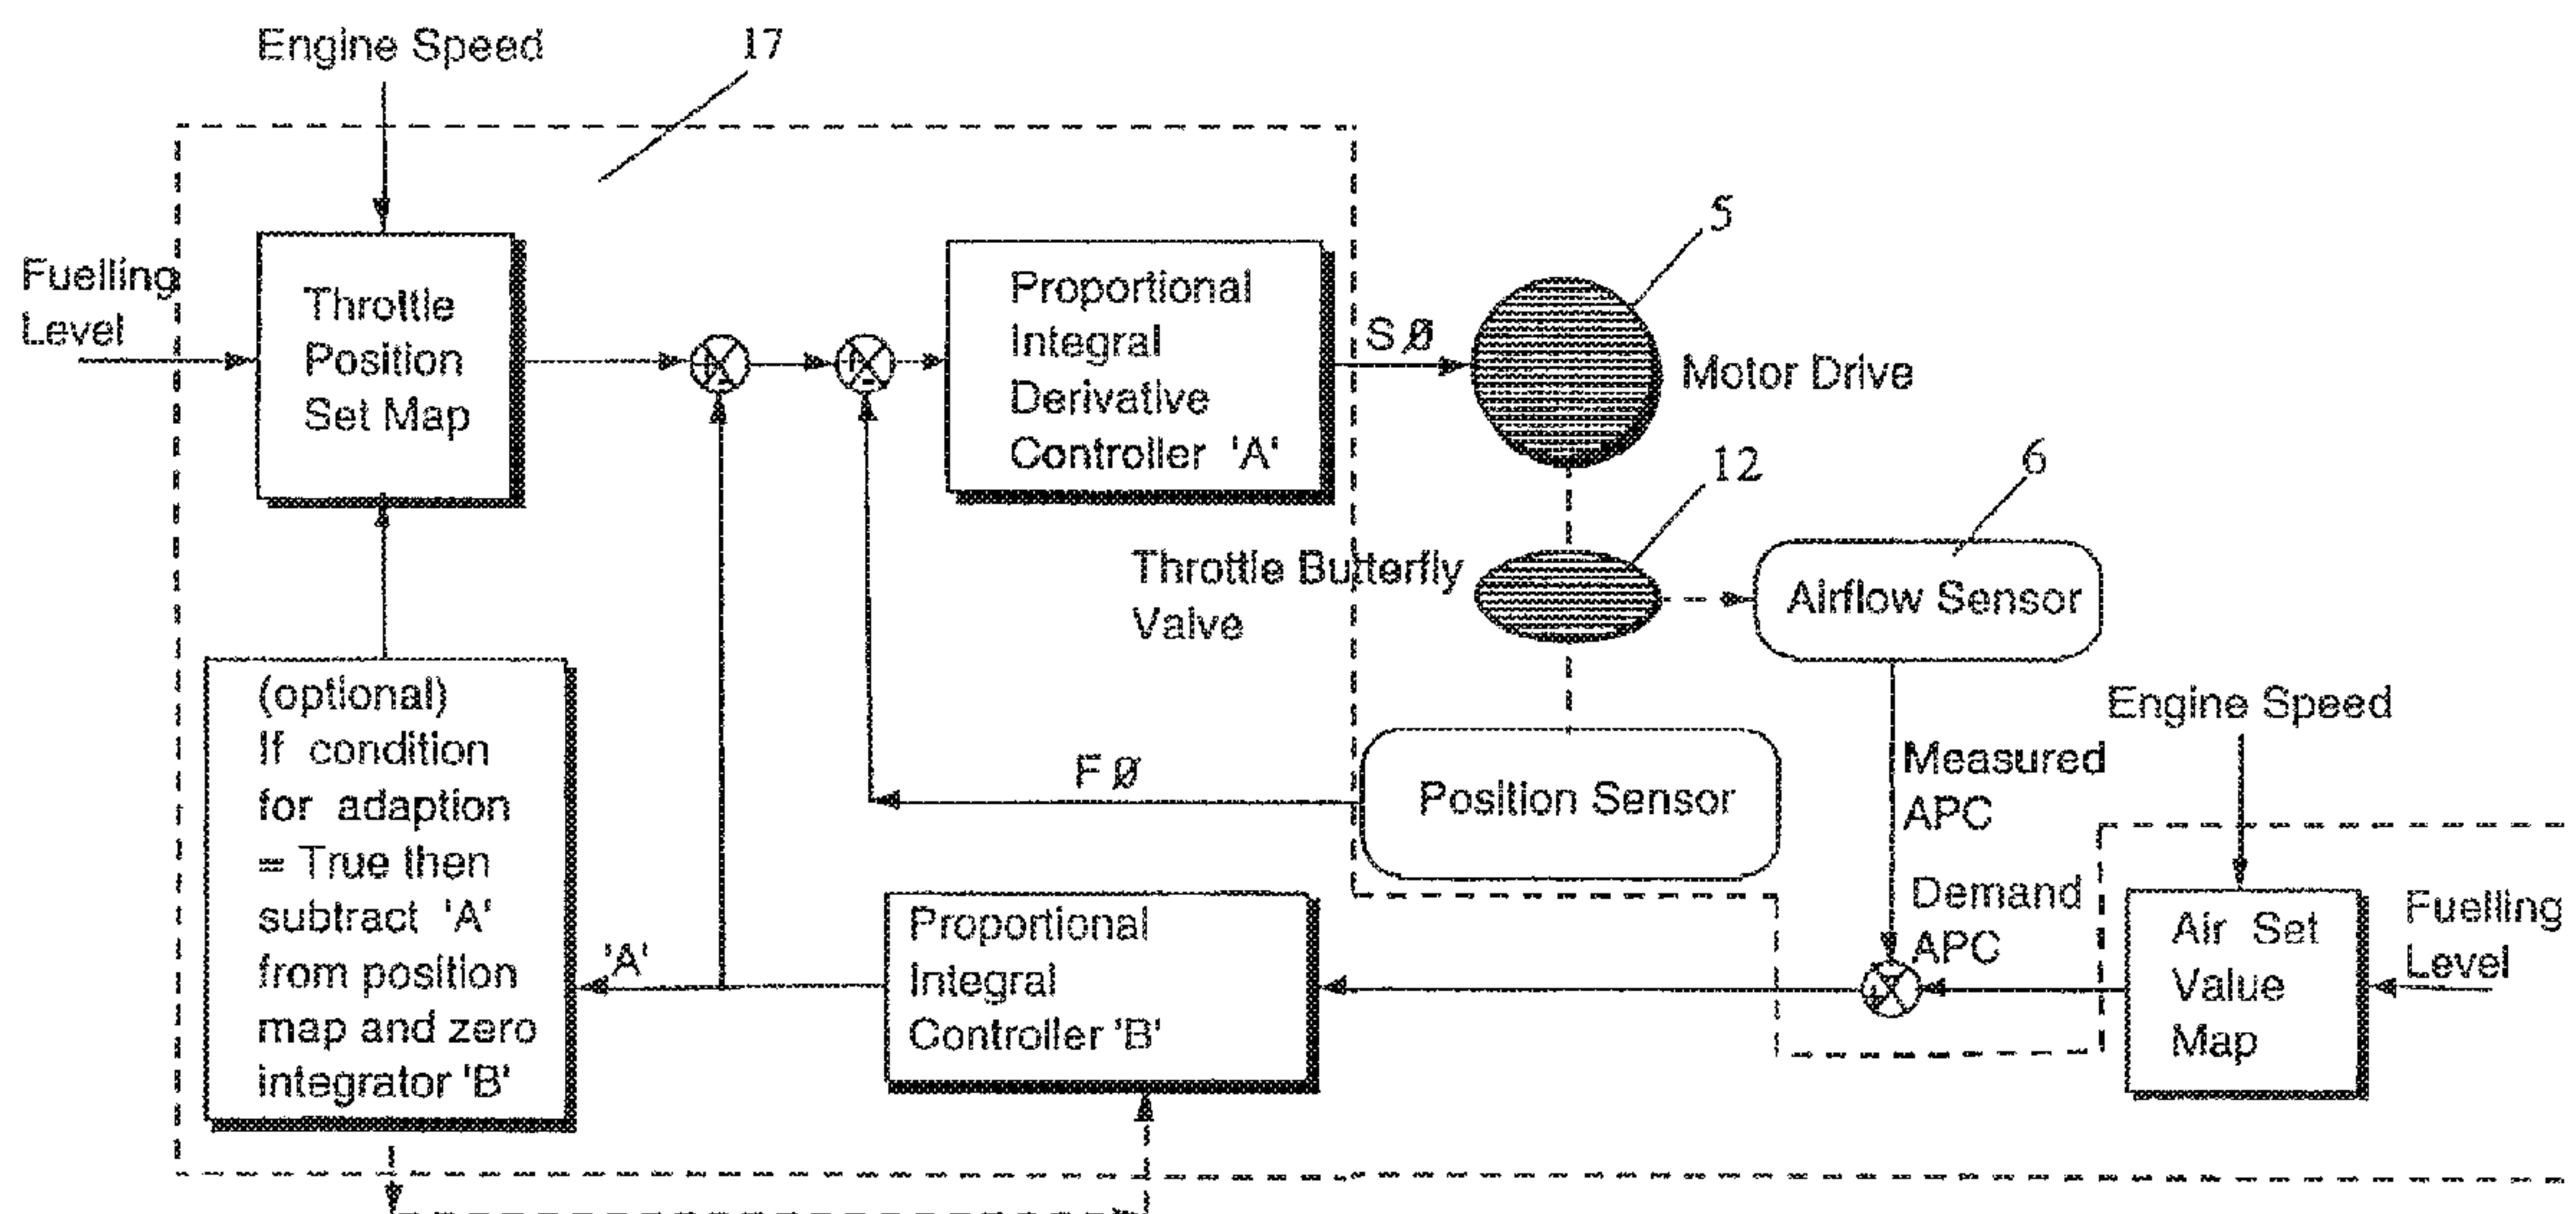 Engine Speed
17
Fuelling
Level
Throttle
Position
Set Map
Proportional
Integral
Derivative
Controller 'A'
SØ
5
Motor Drive
12
6
Throttle Butterfly
Valve
Airflow Sensor
(optional)
If condition
for adaption
= True then
subtract 'A'
from position
map and zero
integrator 'B'
FØ
Position Sensor
Measured
APC
Engine Speed
Demand
APC
'A'
Proportional
Integral
Controller 'B'
Air Set
Value
Map
Fuelling
Level